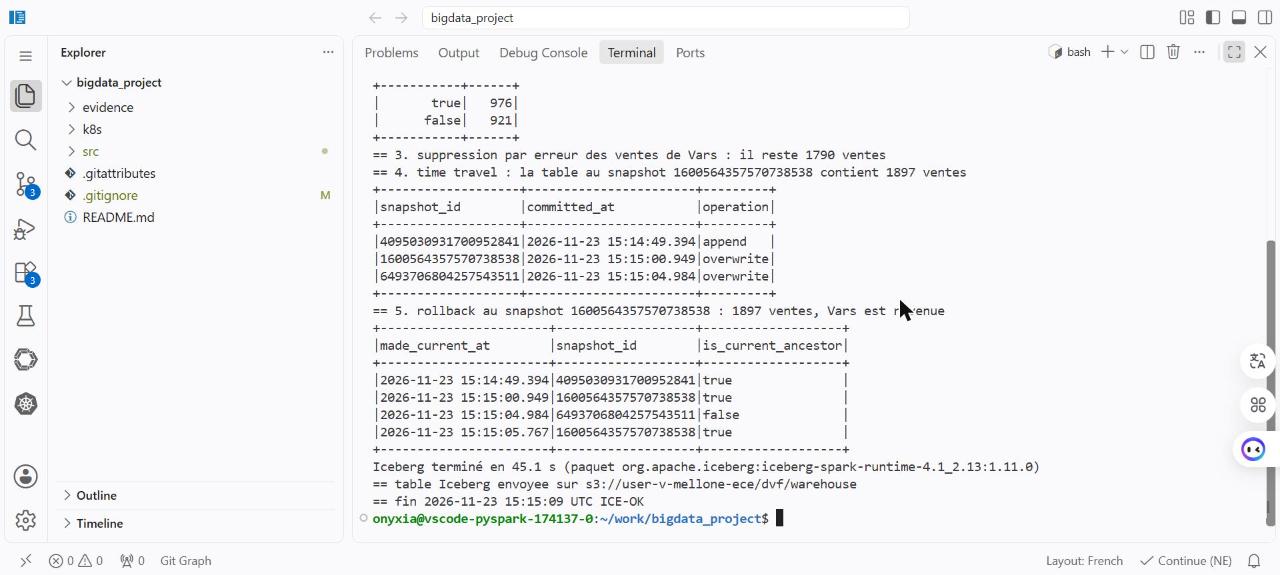 bigdata_project
Explorer
bigdata_project
evidence
k8s
src
.gitattributes
.gitignore M
README.md
Outline
Timeline
3
3
Problems Output Debug Console Terminal Ports
bash
+-----------+------+
|       true|   976|
|      false|   921|
+-----------+------+
== 3. suppression par erreur des ventes de Vars : il reste 1790 ventes
== 4. time travel : la table au snapshot 1600564357570738538 contient 1897 ventes
+-------------------+-----------------------+---------+
|snapshot_id        |committed_at           |operation|
+-------------------+-----------------------+---------+
|4095030931700952841|2026-11-23 15:14:49.394|append   |
|1600564357570738538|2026-11-23 15:15:00.949|overwrite|
|6493706804257543511|2026-11-23 15:15:04.984|overwrite|
+-------------------+-----------------------+---------+
== 5. rollback au snapshot 1600564357570738538 : 1897 ventes, Vars est revenue
+-----------------------+-------------------+-------------------+
|made_current_at        |snapshot_id        |is_current_ancestor|
+-----------------------+-------------------+-------------------+
|2026-11-23 15:14:49.394|4095030931700952841|true               |
|2026-11-23 15:15:00.949|1600564357570738538|true               |
|2026-11-23 15:15:04.984|6493706804257543511|false              |
|2026-11-23 15:15:05.767|1600564357570738538|true               |
+-----------------------+-------------------+-------------------+
Iceberg terminé en 45.1 s (paquet org.apache.iceberg:iceberg-spark-runtime-4.1_2.13:1.11.0)
== table Iceberg envoyee sur s3://user-v-mellone-ece/dvf/warehouse
== fin 2026-11-23 15:15:09 UTC ICE-OK
onyxia@vscode-pyspark-174137-0:~/work/bigdata_project$
0 0 0 Git Graph Layout: French Continue (NE)